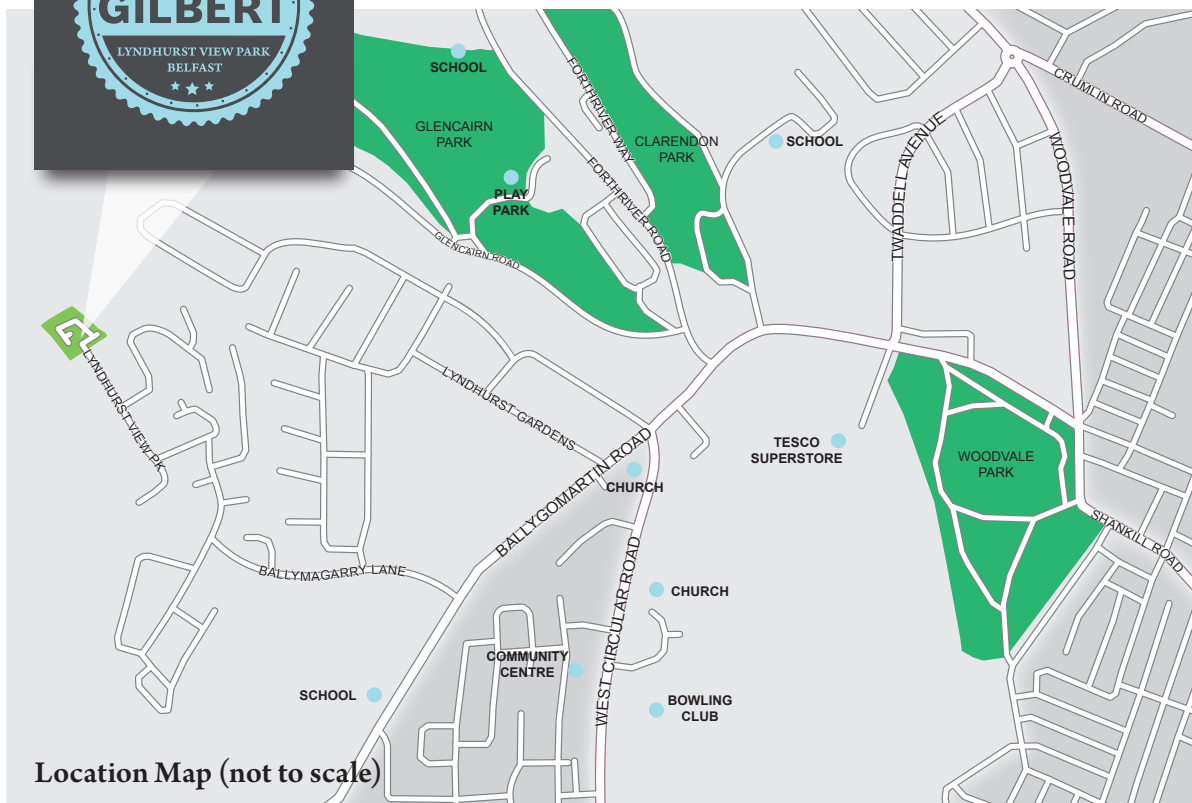 GILBERT
LYNDHURST VIEW PARK
BELFAST
SCHOOL
GLENCAIRN
PARK
PLAY
PARK
GLENCAIRN ROAD
FORTHRIVER WAY
FORTHRIVER ROAD
CLARENDON
PARK
SCHOOL
TWADDELL AVENUE
CRUMLIN ROAD
WOODVALE ROAD
LYNDHURST VIEW PK
LYNDHURST GARDENS
BALLYGOMARTIN ROAD
CHURCH
TESCO
SUPERSTORE
WOODVALE
PARK
SHANKILL ROAD
BALLYMAGARRY LANE
WEST CIRCULAR ROAD
CHURCH
COMMUNITY
CENTRE
SCHOOL
BOWLING
CLUB
Location Map (not to scale)